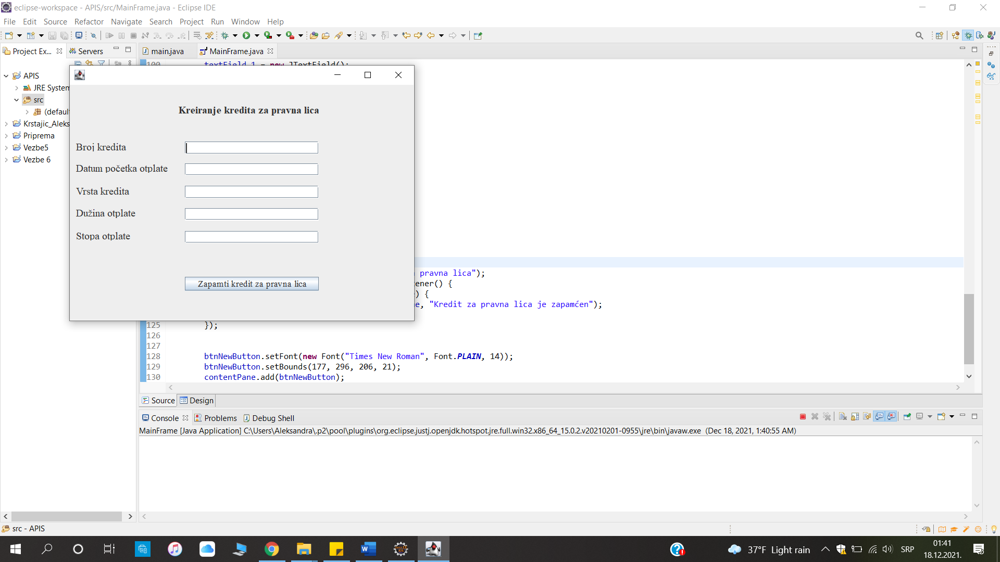 eclipse-workspace - APIS/src/MainFrame.java - Eclipse IDE
File Edit Source Refactor Navigate Search Project Run Window Help
Project Ex... Servers main.java MainFrame.java
100 textField_1 = new JTextField();
APIS
JRE System
src
(defaul
Krstajic_Aleks
Priprema
Vezbe5
Vezbe 6
Kreiranje kredita za pravna lica
Broj kredita
Datum početka otplate
Vrsta kredita
Dužina otplate
Stopa otplate
Zapamti kredit za pravna lica
pravna lica");
ener() {
) {
e, "Kredit za pravna lica je zapamćen");
125 });
126
127
128 btnNewButton.setFont(new Font("Times New Roman", Font.PLAIN, 14));
129 btnNewButton.setBounds(177, 296, 206, 21);
130 contentPane.add(btnNewButton);
Source Design
Console Problems Debug Shell
MainFrame [Java Application] C:\Users\Aleksandra\.p2\pool\plugins\org.eclipse.justj.openjdk.hotspot.jre.full.win32.x86_64_15.0.2.v20210201-0955\jre\bin\javaw.exe (Dec 18, 2021, 1:40:55 AM)
src - APIS
37°F Light rain SRP 01:41
18.12.2021.